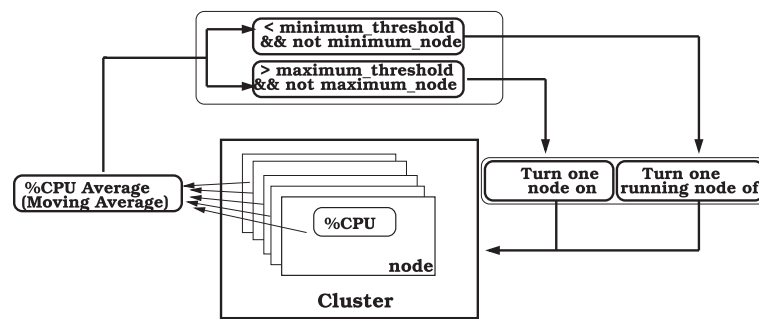 < minimum_threshold
&& not minimum_node
> maximum_threshold
&& not maximum_node
%CPU Average
(Moving Average)
Turn one
node on
Turn one
running node of
%CPU
node
Cluster